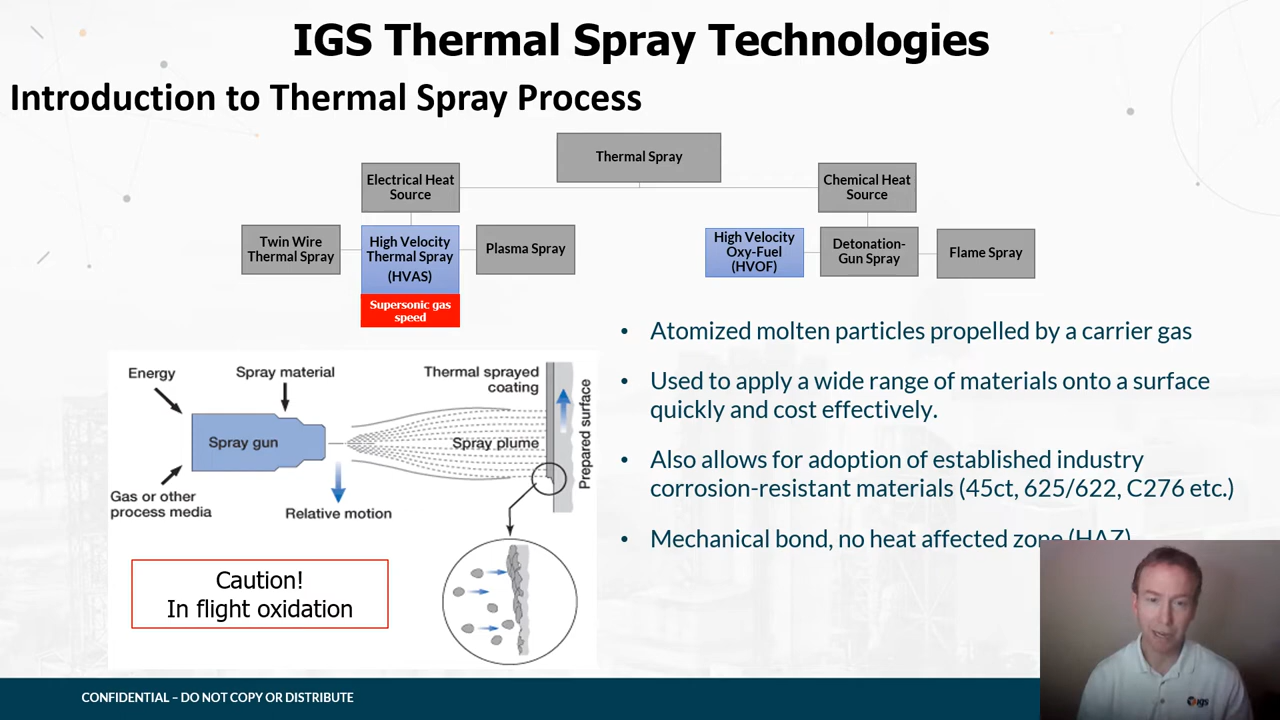 IGS Thermal Spray Technologies
Introduction to Thermal Spray Process
Thermal Spray
Electrical Heat
Source
Chemical Heat
Source
Twin Wire
Thermal Spray
High Velocity
Thermal Spray
(HVAS)
Plasma Spray
High Velocity
Oxy-Fuel
(HVOF)
Detonation-
Gun Spray
Flame Spray
Supersonic gas
speed
• Atomized molten particles propelled by a carrier gas
• Used to apply a wide range of materials onto a surface
quickly and cost effectively.
• Also allows for adoption of established industry
corrosion-resistant materials (45ct, 625/622, C276 etc.)
• Mechanical bond, no heat affected zone (HAZ)
Energy
Spray material
Thermal sprayed
coating
Spray gun
Spray plume
Prepared surface
Gas or other
process media
Relative motion
Caution!
In flight oxidation
CONFIDENTIAL – DO NOT COPY OR DISTRIBUTE
igs